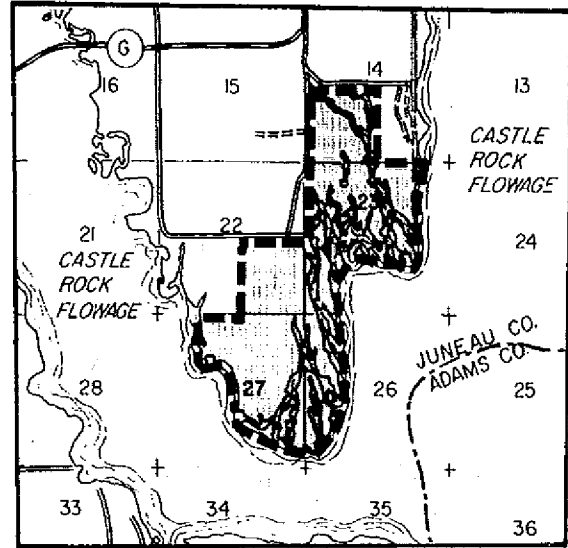 G
16
15
14
13
CASTLE
ROCK
FLOWAGE
21
CASTLE
ROCK
FLOWAGE
22
23
24
JUNEAU CO.
ADAMS CO.
28
27
26
25
33
34
35
36